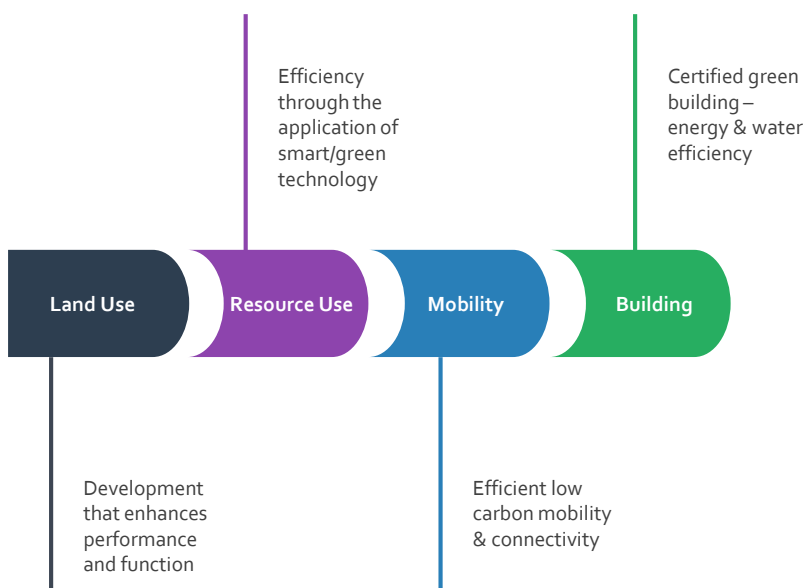 Efficiency
through the
application of
smart/green
technology
Certified green
building –
energy & water
efficiency
Land Use
Resource Use
Mobility
Building
Development
that enhances
performance
and function
Efficient low
carbon mobility
& connectivity